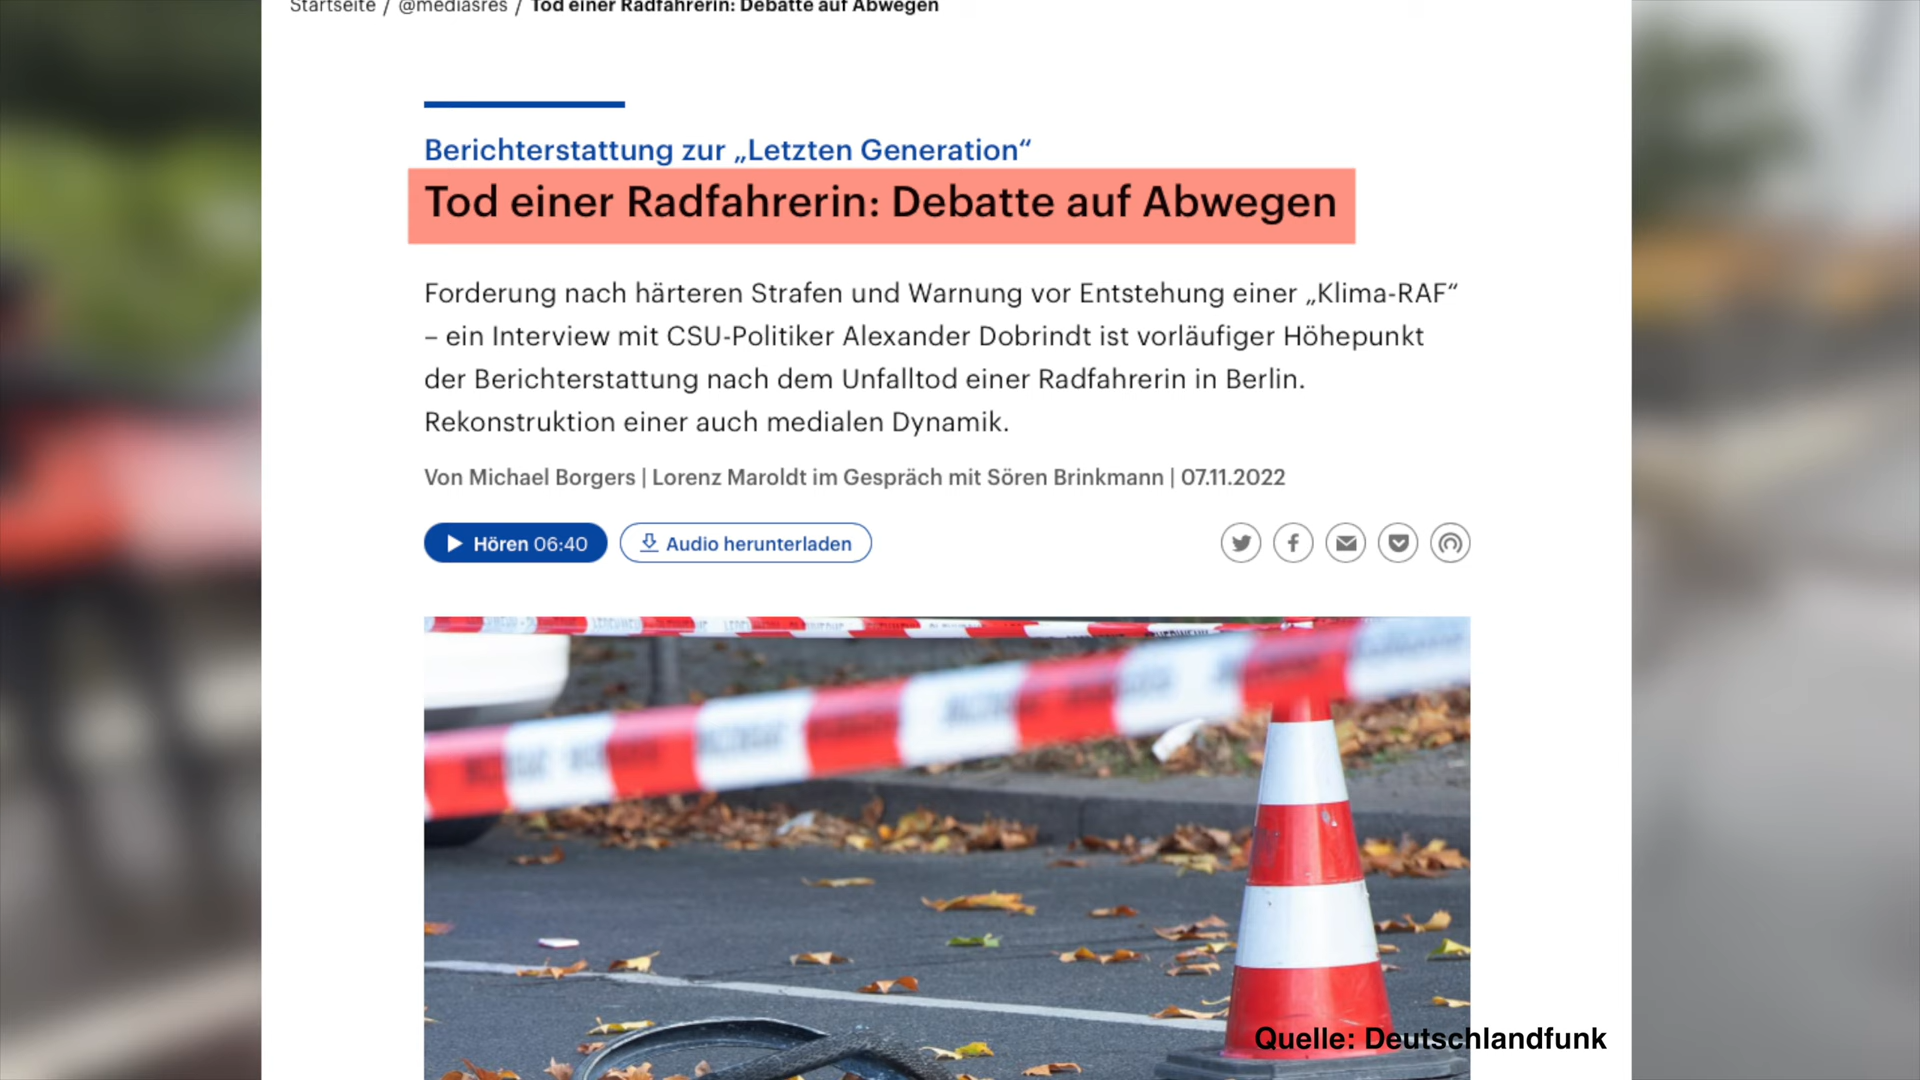 Startseite / @mediasres / Tod einer Radfahrerin: Debatte auf Abwegen
Berichterstattung zur „Letzten Generation“
Tod einer Radfahrerin: Debatte auf Abwegen
Forderung nach härteren Strafen und Warnung vor Entstehung einer „Klima-RAF“
– ein Interview mit CSU-Politiker Alexander Dobrindt ist vorläufiger Höhepunkt
der Berichterstattung nach dem Unfalltod einer Radfahrerin in Berlin.
Rekonstruktion einer auch medialen Dynamik.
Von Michael Borgers | Lorenz Maroldt im Gespräch mit Sören Brinkmann | 07.11.2022
Hören 06:40
Audio herunterladen
Quelle: Deutschlandfunk